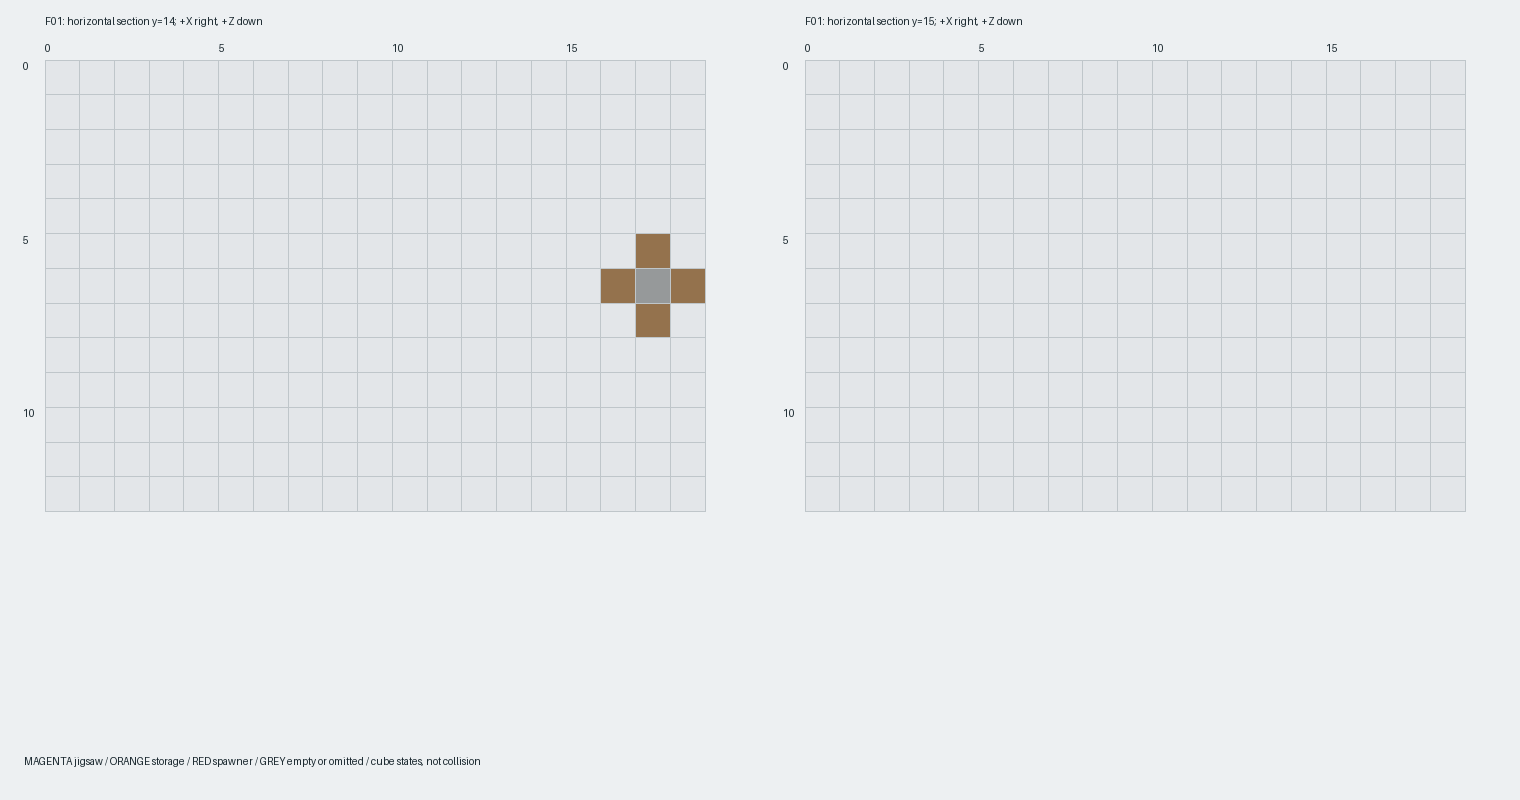 F01: horizontal section y=14; +X right, +Z down
0 5 10 15
0
5
10
F01: horizontal section y=15; +X right, +Z down
0 5 10 15
0
5
10
MAGENTA jigsaw / ORANGE storage / RED spawner / GREY empty or omitted / cube states, not collision